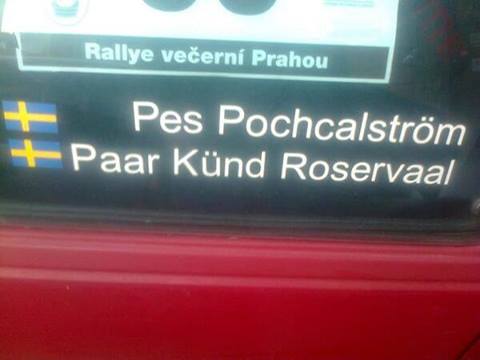 Rallye večerní Prahou
Pes Pochcalström
Paar Künd Roservaal